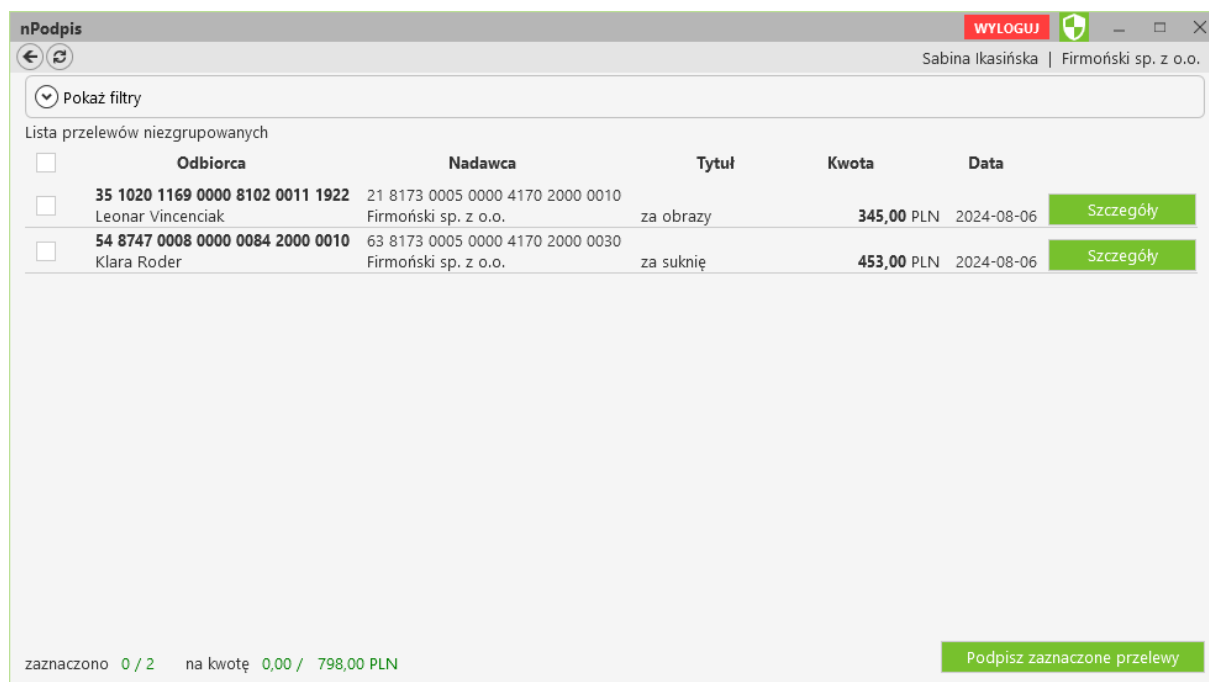 nPodpis WYLOGUJ
Sabina Ikasińska | Firmoński sp. z o.o.
Pokaż filtry
Lista przelewów niezgrupowanych
Odbiorca Nadawca Tytuł Kwota Data
35 1020 1169 0000 8102 0011 1922 21 8173 0005 0000 4170 2000 0010
Leonar Vincenciak Firmoński sp. z o.o. za obrazy 345,00 PLN 2024-08-06 Szczegóły
54 8747 0008 0000 0084 2000 0010 63 8173 0005 0000 4170 2000 0030
Klara Roder Firmoński sp. z o.o. za suknię 453,00 PLN 2024-08-06 Szczegóły
zaznaczono 0 / 2 na kwotę 0,00 / 798,00 PLN Podpisz zaznaczone przelewy